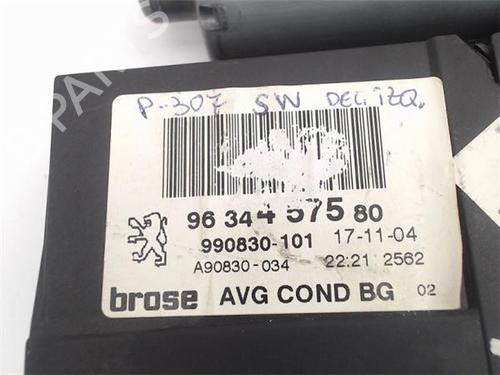 P-307 SW DEL. IZQ.
96 344 575 80
990830-101 17-11-04
A90830-034 22:21 2562
brose AVG COND BG 02